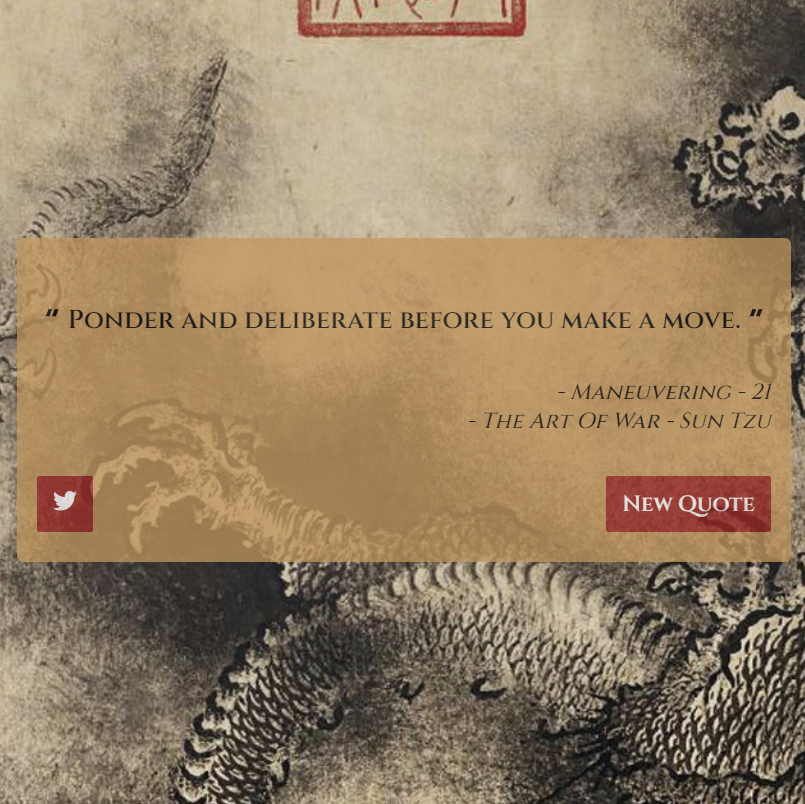 " Ponder and deliberate before you make a move. "
- Maneuvering - 21
- The Art Of War - Sun Tzu
New Quote